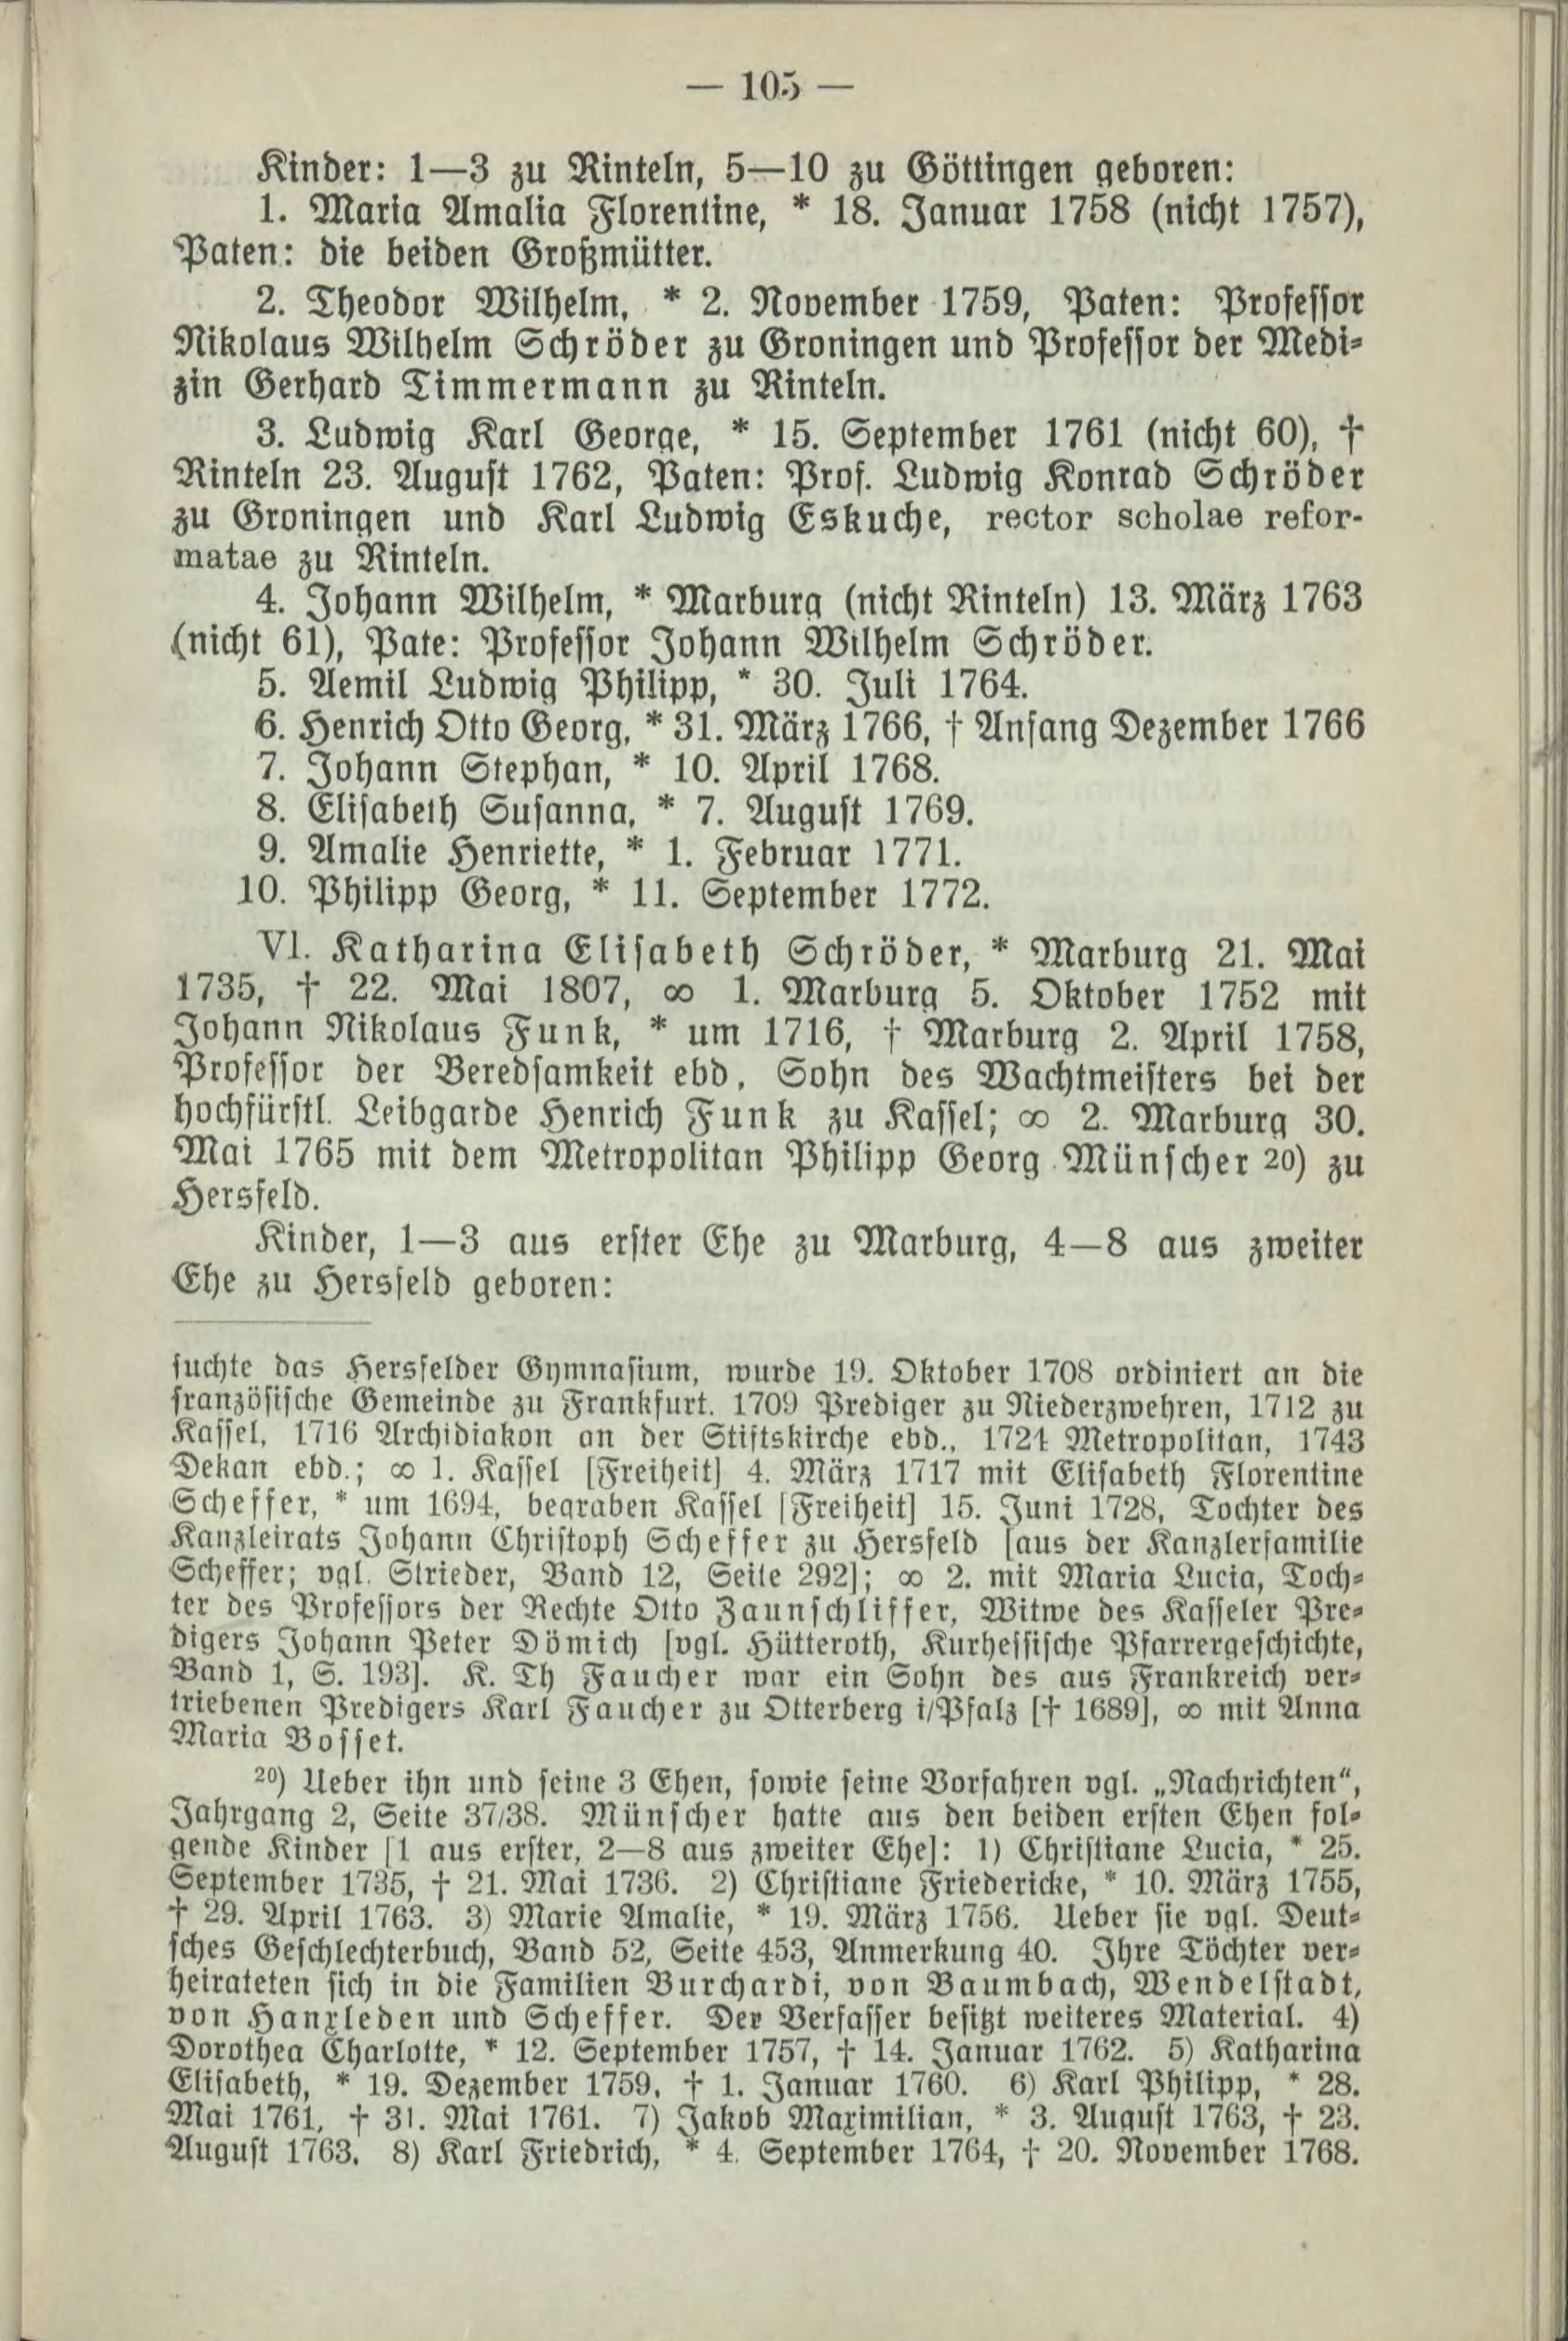 — 105 —
Kinder: 1—3 zu Rinteln, 5—10 zu Göttingen geboren:
1. Maria Amalia Florentine, * 18. Januar 1758 (nicht 1757),
Paten: die beiden Großmütter.
2. Theodor Wilhelm, * 2. November 1759, Paten: Professor
Nikolaus Wilhelm Schröder zu Groningen und Professor der Medi-
zin Gerhard Timmermann zu Rinteln.
3. Ludwig Karl George, * 15. September 1761 (nicht 60), †
Rinteln 23. August 1762, Paten: Prof. Ludwig Konrad Schröder
zu Groningen und Karl Ludwig Eskuche, rector scholae refor-
matae zu Rinteln.
4. Johann Wilhelm, * Marburg (nicht Rinteln) 13. März 1763
(nicht 61), Pate: Professor Johann Wilhelm Schröder.
5. Aemil Ludwig Philipp, * 30. Juli 1764.
6. Henrich Otto Georg, * 31. März 1766, † Anfang Dezember 1766
7. Johann Stephan, * 10. April 1768.
8. Elisabeth Susanna, * 7. August 1769.
9. Amalie Henriette, * 1. Februar 1771.
10. Philipp Georg, * 11. September 1772.
VI. Katharina Elisabeth Schröder, * Marburg 21. Mai
1735, † 22. Mai 1807, ∞ 1. Marburg 5. Oktober 1752 mit
Johann Nikolaus Funk, * um 1716, † Marburg 2. April 1758,
Professor der Beredsamkeit ebd, Sohn des Wachtmeisters bei der
hochfürstl. Leibgarde Henrich Funk zu Kassel; ∞ 2. Marburg 30.
Mai 1765 mit dem Metropolitan Philipp Georg Münscher 20) zu
Hersfeld.
Kinder, 1—3 aus erster Ehe zu Marburg, 4—8 aus zweiter
Ehe zu Hersfeld geboren:
suchte das Hersfelder Gymnasium, wurde 19. Oktober 1708 ordiniert an die
französische Gemeinde zu Frankfurt. 1709 Prediger zu Niederzwehren, 1712 zu
Kassel, 1716 Archidiakon an der Stiftskirche ebd., 1724 Metropolitan, 1743
Dekan ebd.; ∞ 1. Kassel [Freiheit] 4. März 1717 mit Elisabeth Florentine
Scheffer, * um 1694, begraben Kassel [Freiheit] 15. Juni 1728, Tochter des
Kanzleirats Johann Christoph Scheffer zu Hersfeld [aus der Kanzlerfamilie
Scheffer; vgl. Strieder, Band 12, Seite 292]; ∞ 2. mit Maria Lucia, Toch-
ter des Professors der Rechte Otto Zaunschliffer, Witwe des Kasseler Pre-
digers Johann Peter Dömich [vgl. Hütteroth, Kurhessische Pfarrergeschichte,
Band 1, S. 193]. K. Th Faucher war ein Sohn des aus Frankreich ver-
triebenen Predigers Karl Faucher zu Otterberg i/Pfalz [† 1689], ∞ mit Anna
Maria Bosset.
20) Ueber ihn und seine 3 Ehen, sowie seine Vorfahren vgl. „Nachrichten“,
Jahrgang 2, Seite 37/38. Münscher hatte aus den beiden ersten Ehen fol-
gende Kinder [1 aus erster, 2—8 aus zweiter Ehe]: 1) Christiane Lucia, * 25.
September 1735, † 21. Mai 1736. 2) Christiane Friedericke, * 10. März 1755,
† 29. April 1763. 3) Marie Amalie, * 19. März 1756. Ueber sie vgl. Deut-
sches Geschlechterbuch, Band 52, Seite 453, Anmerkung 40. Ihre Töchter ver-
heirateten sich in die Familien Burchardi, von Baumbach, Wendelstadt,
von Hanxleden und Scheffer. Der Verfasser besitzt weiteres Material. 4)
Dorothea Charlotte, * 12. September 1757, † 14. Januar 1762. 5) Katharina
Elisabeth, * 19. Dezember 1759, † 1. Januar 1760. 6) Karl Philipp, * 28.
Mai 1761, † 31. Mai 1761. 7) Jakob Maximilian, * 3. August 1763, † 23.
August 1763. 8) Karl Friedrich, * 4. September 1764, † 20. November 1768.